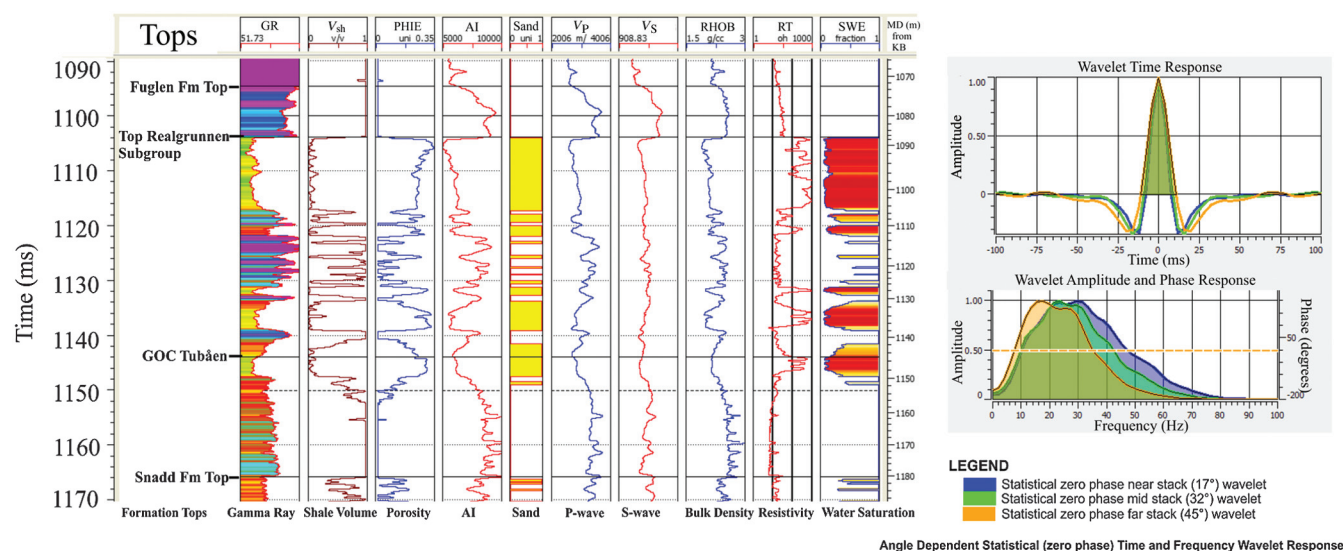 Tops
GR
51.73
Vsh
0 v/v 1
PHIE
0 uni 0.35
AI
5000 10000
Sand
0 uni 1
VP
2006 m/ 4006
VS
908.83
RHOB
1.5 g/cc 3
RT
oh 1000
SWE
0 fraction 1
MD (m)
from
KB
Time (ms)
1090
1100
1110
1120
1130
1140
1150
1160
1170
Fuglen Fm Top
Top Realgrunnen
Subgroup
GOC Tubåen
Snadd Fm Top
1070
1080
1090
1100
1110
1120
1130
1140
1150
1160
1170
1180
Formation Tops Gamma Ray Shale Volume Porosity AI Sand P-wave S-wave Bulk Density Resistivity Water Saturation
Wavelet Time Response
Amplitude
1.00
0.50
0
-100 -75 -50 -25 0 25 50 75 100
Time (ms)
Wavelet Amplitude and Phase Response
Amplitude
1.00
0.50
0
Phase (degrees)
50
-200
0 10 20 30 40 50 60 70 80 90 100
Frequency (Hz)
LEGEND
Statistical zero phase near stack (17°) wavelet
Statistical zero phase mid stack (32°) wavelet
Statistical zero phase far stack (45°) wavelet
Angle Dependent Statistical (zero phase) Time and Frequency Wavelet Response